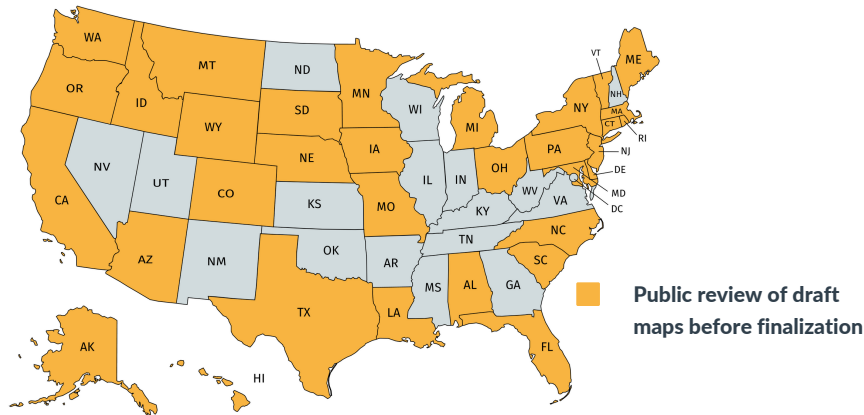 WA
MT
ND
MN
VT
ME
OR
ID
WY
SD
WI
MI
NY
NH
MA
CT
RI
NV
UT
CO
NE
IA
IL
IN
OH
PA
NJ
DE
MD
DC
CA
KS
MO
KY
WV
VA
AZ
NM
OK
AR
TN
NC
SC
TX
LA
MS
AL
GA
FL
AK
HI
Public review of draft
maps before finalization